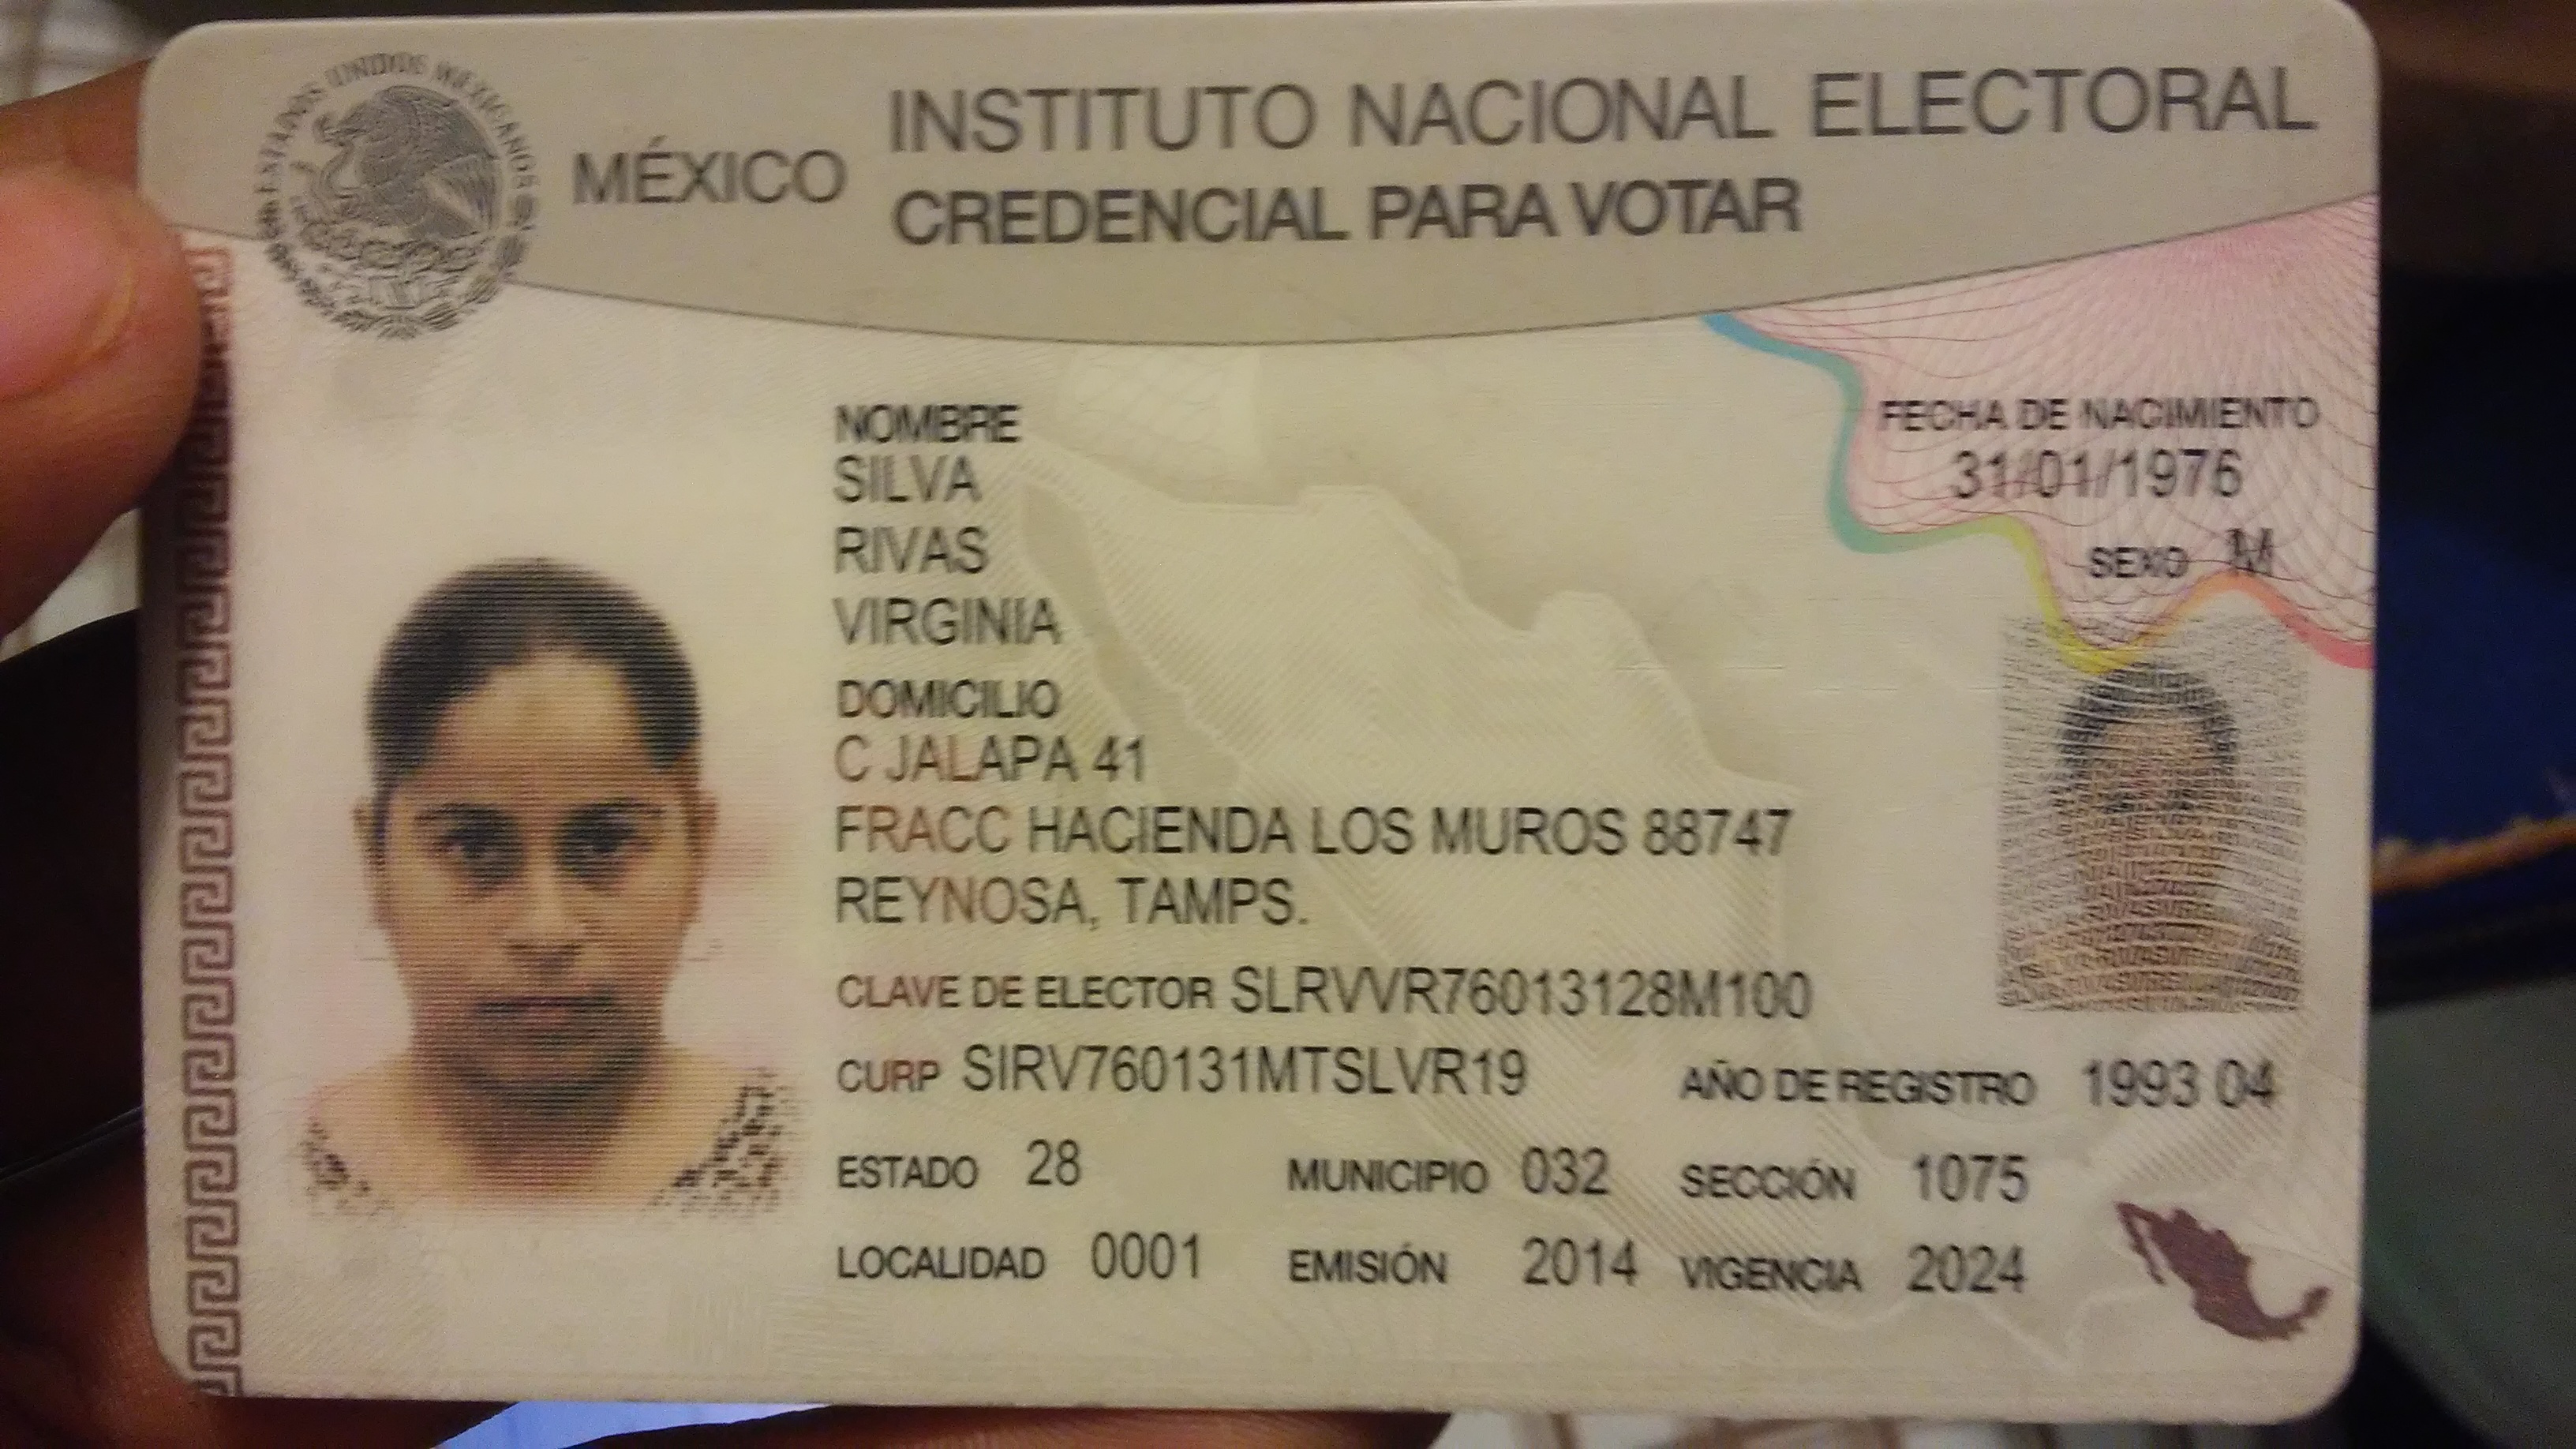 ESTADOS UNIDOS MEXICANOS
MÉXICO
INSTITUTO NACIONAL ELECTORAL
CREDENCIAL PARA VOTAR
NOMBRE
SILVA
RIVAS
VIRGINIA
FECHA DE NACIMIENTO
31/01/1976
SEXO M
DOMICILIO
C JALAPA 41
FRACC HACIENDA LOS MUROS 88747
REYNOSA, TAMPS.
CLAVE DE ELECTOR SLRVVR76013128M100
CURP SIRV760131MTSLVR19
AÑO DE REGISTRO 1993 04
ESTADO 28
MUNICIPIO 032
SECCIÓN 1075
LOCALIDAD 0001
EMISIÓN 2014
VIGENCIA 2024